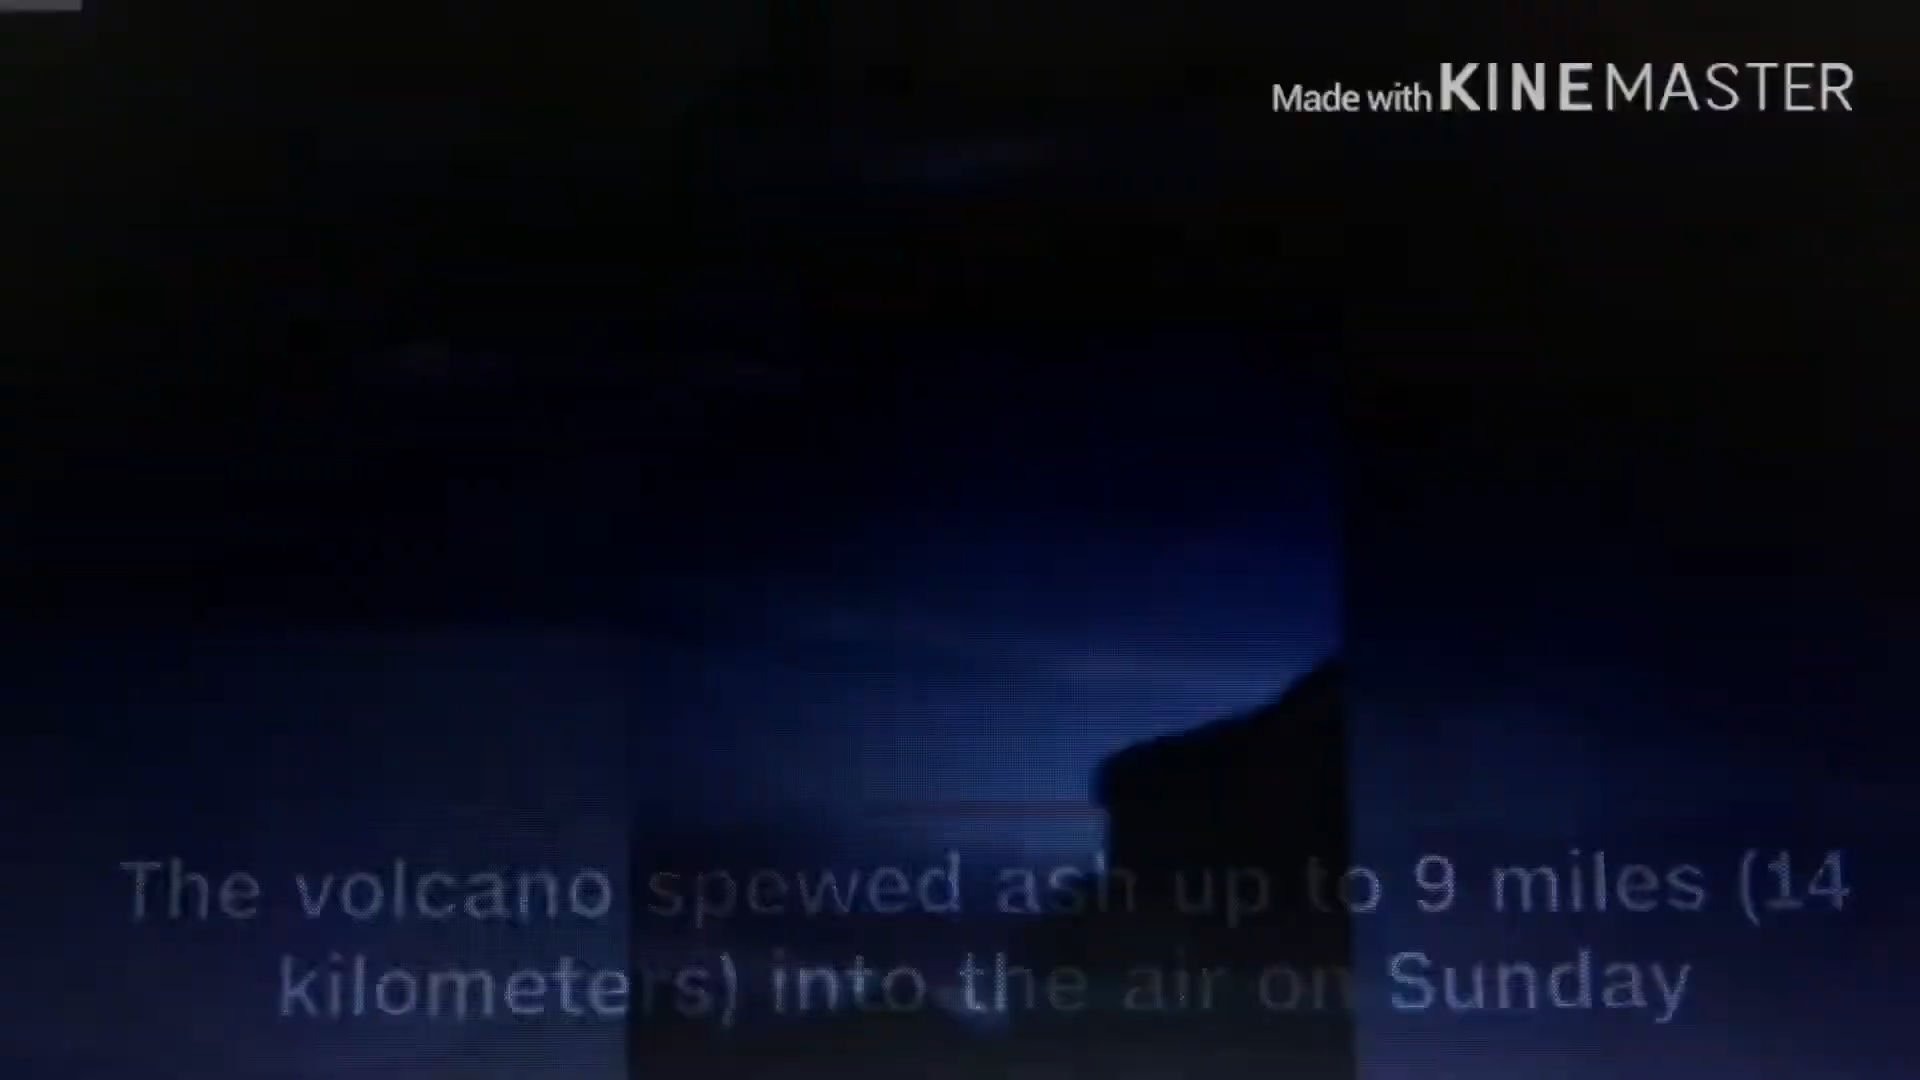 Made with KINEMASTER
The volcano spewed ash up to 9 miles (14
kilometers) into the air on Sunday